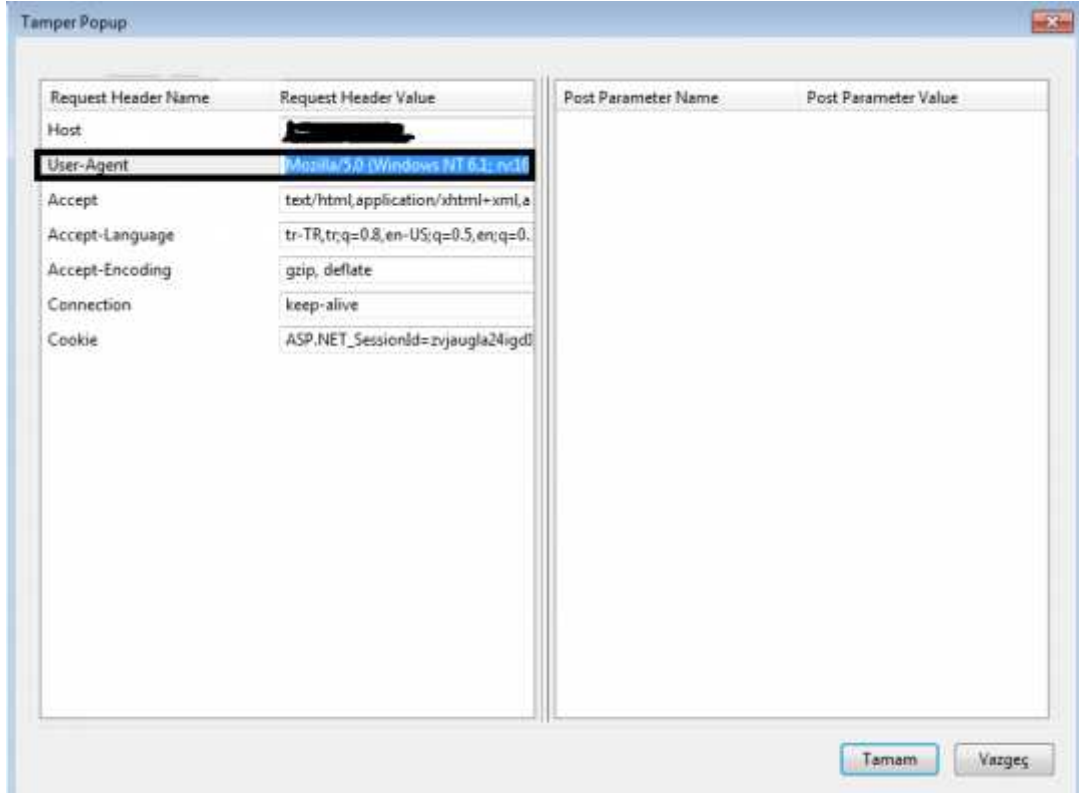 Tamper Popup
Request Header Name Request Header Value Post Parameter Name Post Parameter Value
Host
User-Agent Mozilla/5.0 (Windows NT 6.1; rv:16
Accept text/html,application/xhtml+xml,a
Accept-Language tr-TR,tr;q=0.8,en-US;q=0.5,en;q=0.
Accept-Encoding gzip, deflate
Connection keep-alive
Cookie ASP.NET_SessionId=zvjaugla24igd
Tamam Vazgeç